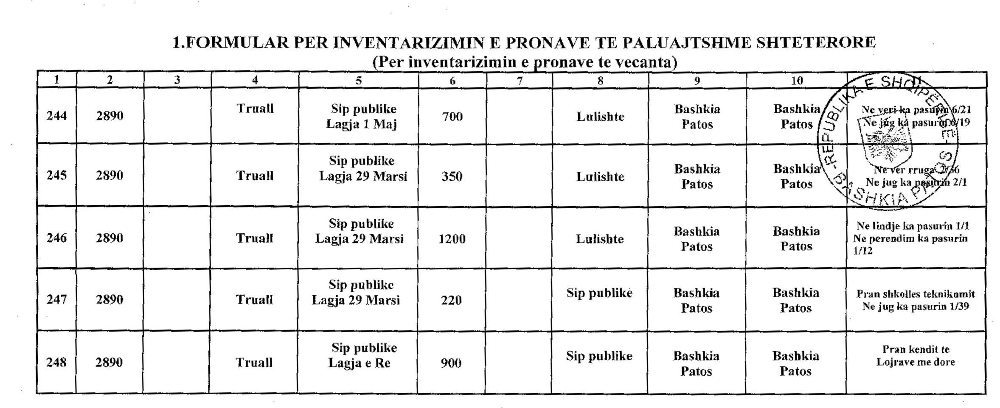 1.FORMULAR PER INVENTARIZIMIN E PRONAVE TE PALUAJTSHME SHTETERORE
(Per inventarizimin e pronave te vecanta)
1 2 3 4 5 6 7 8 9 10 11
244 2890 Truall Sip publike Lagja 1 Maj 700 Lulishte Bashkia Patos Bashkia Patos Ne veri ka pasurin 6/21
Ne jug ka pasurin 6/19
245 2890 Truall Sip publike Lagja 29 Marsi 350 Lulishte Bashkia Patos Bashkia Patos Ne ver rruga 2/36
Ne jug ka pasurin 2/1
246 2890 Truall Sip publike Lagja 29 Marsi 1200 Lulishte Bashkia Patos Bashkia Patos Ne lindje ka pasurin 1/1
Ne perendim ka pasurin
1/12
247 2890 Truall Sip publike Lagja 29 Marsi 220 Sip publike Bashkia Patos Bashkia Patos Pran shkolles teknikumit
Ne jug ka pasurin 1/39
248 2890 Truall Sip publike Lagja e Re 900 Sip publike Bashkia Patos Bashkia Patos Pran kendit te
Lojrave me dore
REPUBLIKA E SHQIPERISË
BASHKIA PATOS